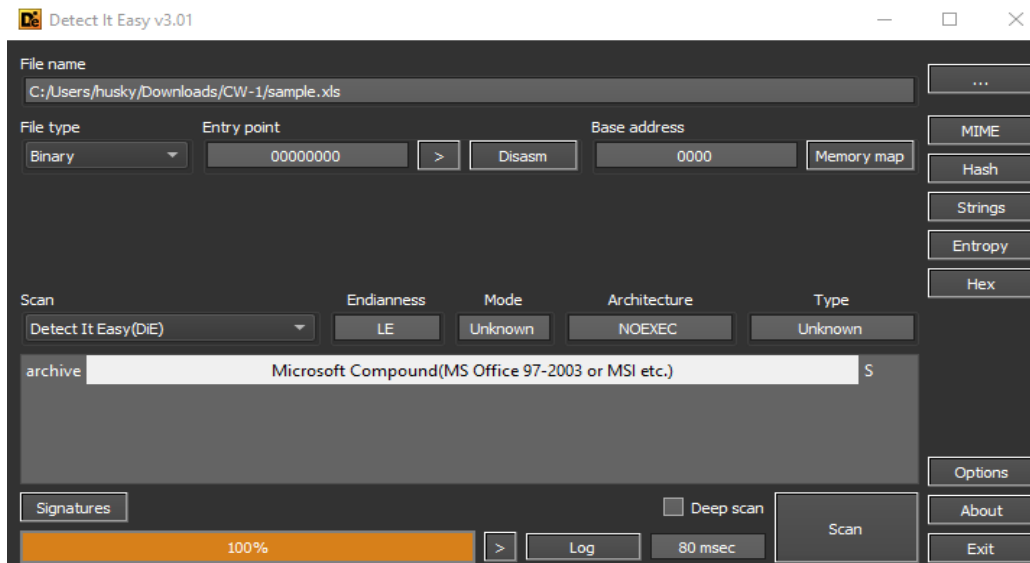 Detect It Easy v3.01
File name
C:/Users/husky/Downloads/CW-1/sample.xls
...
File type Entry point Base address
Binary 00000000 > Disasm 0000 Memory map
MIME
Hash
Strings
Entropy
Hex
Scan Endianness Mode Architecture Type
Detect It Easy(DiE) LE Unknown NOEXEC Unknown
archive Microsoft Compound(MS Office 97-2003 or MSI etc.) S
Options
Signatures Deep scan Scan About
100% > Log 80 msec Exit